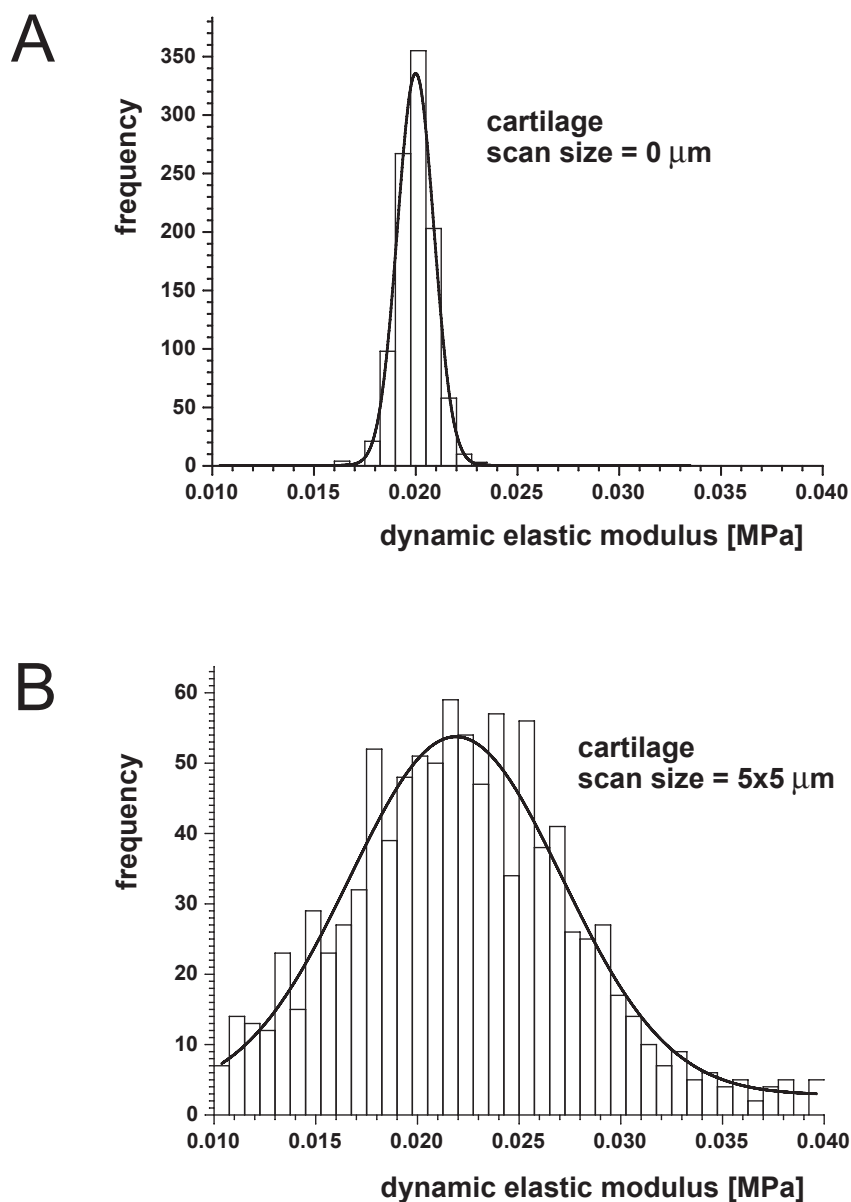 A
350
300
250
200
150
100
50
0
frequency
cartilage
scan size = 0 μm
0.010 0.015 0.020 0.025 0.030 0.035 0.040
dynamic elastic modulus [MPa]
B
60
50
40
30
20
10
0
frequency
cartilage
scan size = 5x5 μm
0.010 0.015 0.020 0.025 0.030 0.035 0.040
dynamic elastic modulus [MPa]